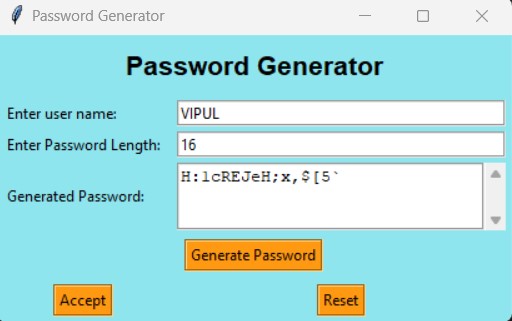 Password Generator
Password Generator
Enter user name: VIPUL
Enter Password Length: 16
Generated Password: H:lcREJeH;x,$[5`
Generate Password
Accept Reset